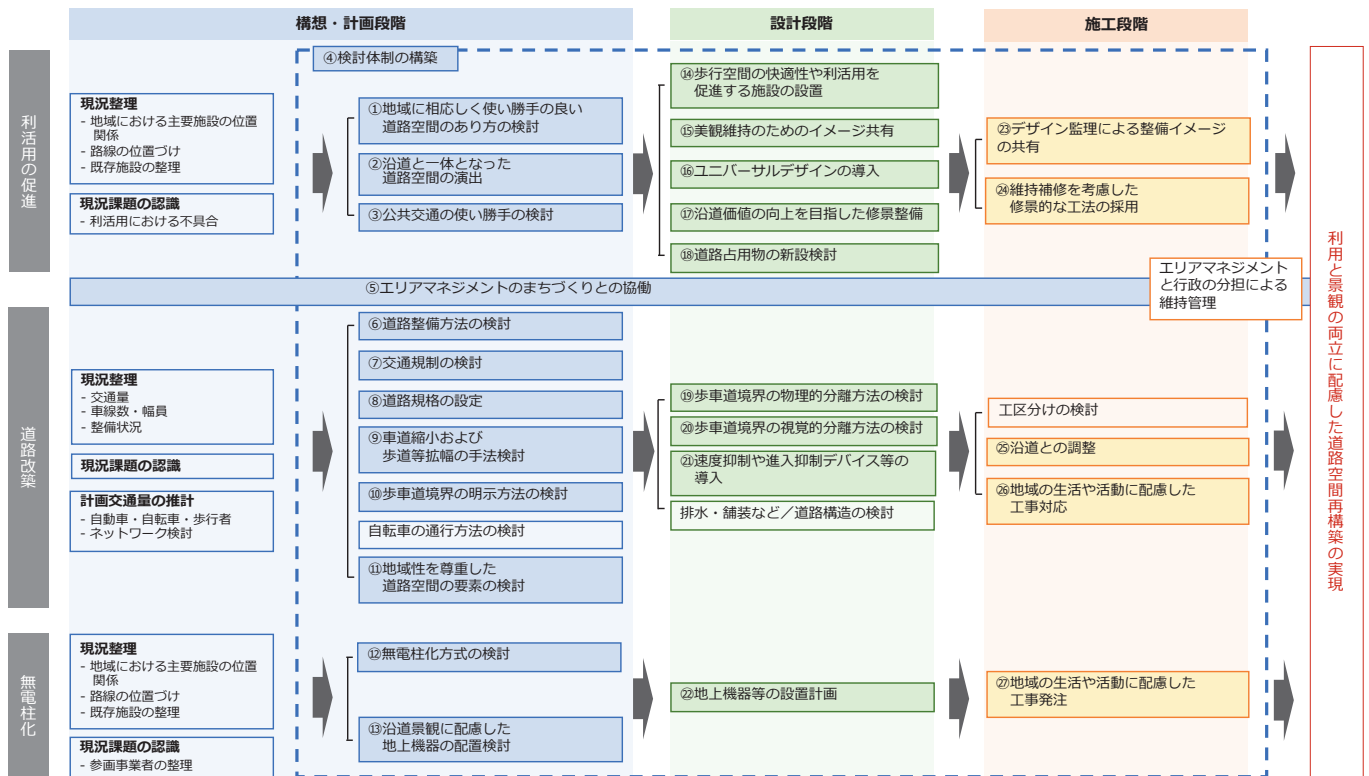 構想・計画段階
設計段階
施工段階
④検討体制の構築
利活用の促進
現況整理
- 地域における主要施設の位置
関係
- 路線の位置づけ
- 既存施設の整理
現況課題の認識
- 利活用における不具合
①地域に相応しく使い勝手の良い
道路空間のあり方の検討
②沿道と一体となった
道路空間の演出
③公共交通の使い勝手の検討
⑭歩行空間の快適性や利活用を
促進する施設の設置
⑮美観維持のためのイメージ共有
⑯ユニバーサルデザインの導入
⑰沿道価値の向上を目指した修景整備
⑱道路占用物の新設検討
㉓デザイン監理による整備イメージ
の共有
㉔維持補修を考慮した
修景的な工法の採用
⑤エリアマネジメントのまちづくりとの協働
エリアマネジメント
と行政の分担による
維持管理
道路改築
現況整理
- 交通量
- 車線数・幅員
- 整備状況
現況課題の認識
計画交通量の推計
- 自動車・自転車・歩行者
- ネットワーク検討
⑥道路整備方法の検討
⑦交通規制の検討
⑧道路規格の設定
⑨車道縮小および
歩道等拡幅の手法検討
⑩歩車道境界の明示方法の検討
自転車の通行方法の検討
⑪地域性を尊重した
道路空間の要素の検討
⑲歩車道境界の物理的分離方法の検討
⑳歩車道境界の視覚的分離方法の検討
㉑速度抑制や進入抑制デバイス等の
導入
排水・舗装など／道路構造の検討
工区分けの検討
㉕沿道との調整
㉖地域の生活や活動に配慮した
工事対応
無電柱化
現況整理
- 地域における主要施設の位置
関係
- 路線の位置づけ
- 既存施設の整理
現況課題の認識
- 参画事業者の整理
⑫無電柱化方式の検討
⑬沿道景観に配慮した
地上機器の配置検討
㉒地上機器等の設置計画
㉗地域の生活や活動に配慮した
工事発注
利用と景観の両立に配慮した道路空間再構築の実現